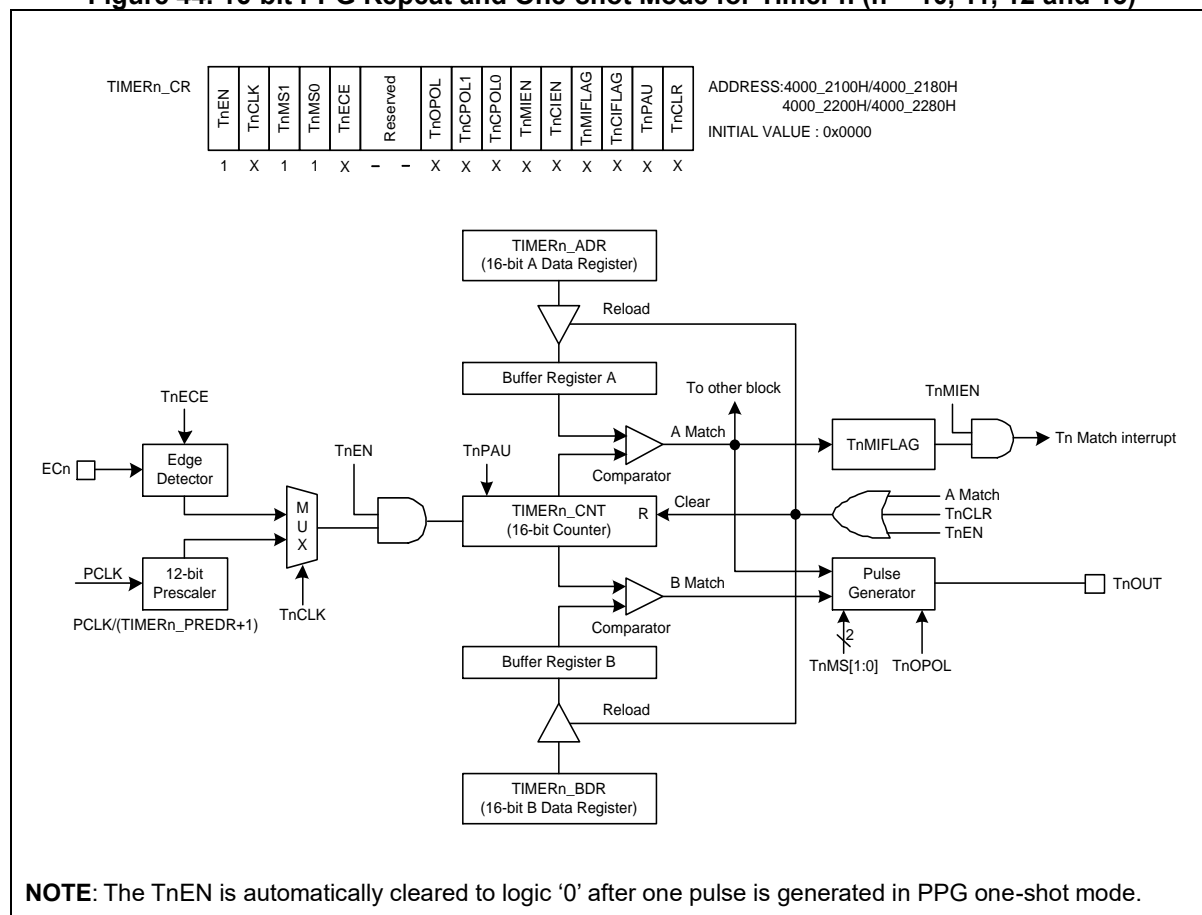 TIMERn_CR
TnEN
TnCLK
TnMS1
TnMS0
TnECE
Reserved
TnOPOL
TnCPOL1
TnCPOL0
TnMIEN
TnCIEN
TnMIFLAG
TnCIFLAG
TnPAU
TnCLR
ADDRESS:4000_2100H/4000_2180H
4000_2200H/4000_2280H
INITIAL VALUE : 0x0000
1 X 1 1 X – – X X X X X X X X X
TIMERn_ADR
(16-bit A Data Register)
Reload
Buffer Register A
To other block
TnMIEN
TnECE
A Match
TnMIFLAG
Tn Match interrupt
ECn
Edge
Detector
TnEN
TnPAU
Comparator
MUX
TIMERn_CNT
(16-bit Counter)
R
Clear
A Match
TnCLR
TnEN
PCLK
12-bit
Prescaler
B Match
Pulse
Generator
TnOUT
PCLK/(TIMERn_PREDR+1)
TnCLK
Comparator
2
TnMS[1:0]
TnOPOL
Buffer Register B
Reload
TIMERn_BDR
(16-bit B Data Register)
NOTE: The TnEN is automatically cleared to logic ‘0’ after one pulse is generated in PPG one-shot mode.